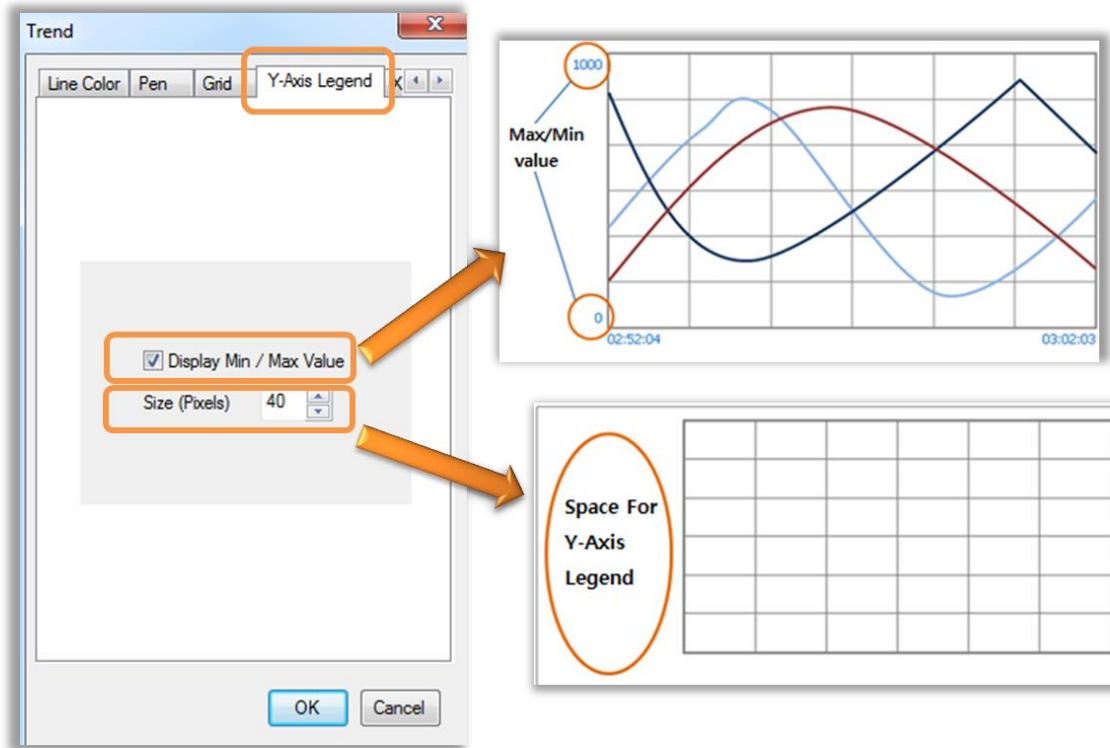 Trend
Line Color
Pen
Grid
Y-Axis Legend
X
Display Min / Max Value
Size (Pixels)
40
OK
Cancel
1000
Max/Min
value
0
02:52:04
03:02:03
Space For
Y-Axis
Legend